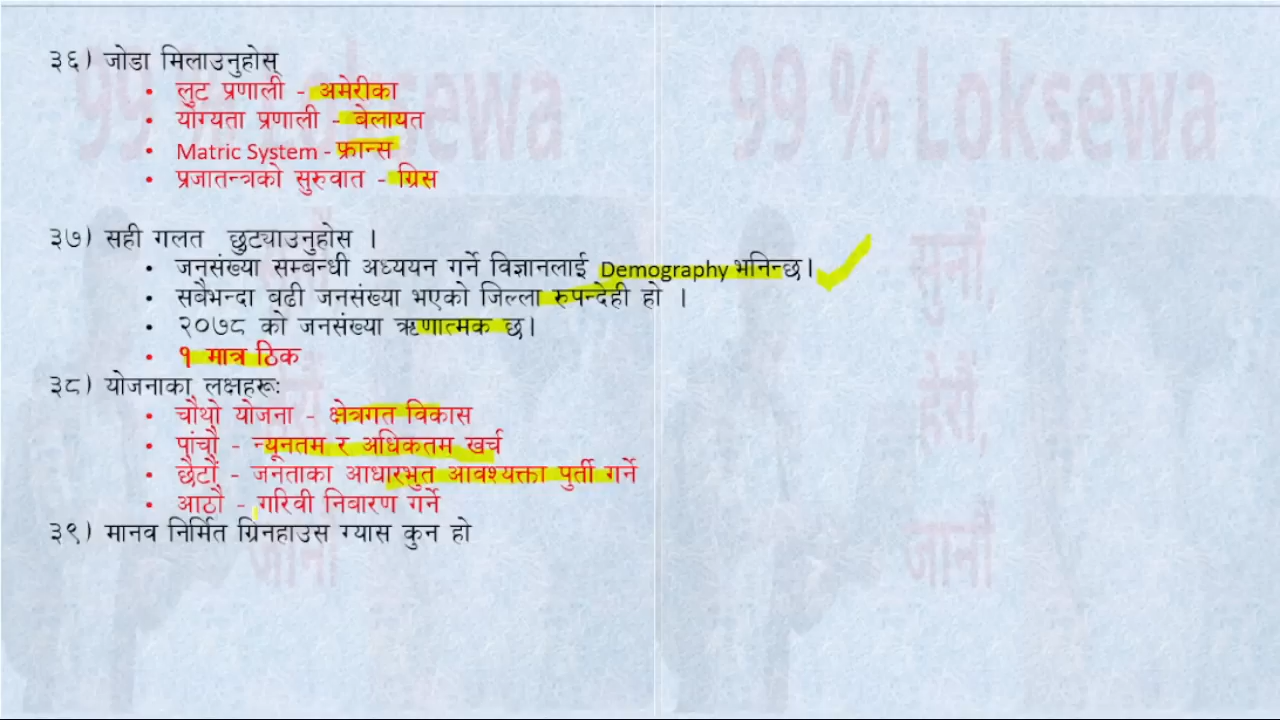 ३६) जोडा मिलाउनुहोस्
• लुट प्रणाली - अमेरीका
• योग्यता प्रणाली - बेलायत
• Matric System - फ्रान्स
• प्रजातन्त्रको सुरुवात - ग्रिस
३७) सही गलत छुट्याउनुहोस ।
• जनसंख्या सम्बन्धी अध्ययन गर्ने विज्ञानलाई Demography भनिन्छ।
• सबैभन्दा बढी जनसंख्या भएको जिल्ला रुपन्देही हो ।
• २०७८ को जनसंख्या ऋणात्मक छ।
• १ मात्र ठिक
३८) योजनाका लक्षहरूः
• चौथो योजना - क्षेत्रगत विकास
• पांचौ - न्यूनतम र अधिकतम खर्च
• छैटौं - जनताका आधारभुत आवश्यक्ता पुर्ती गर्ने
• आठौ - गरिवी निबारण गर्ने
३९) मानव निर्मित ग्रिनहाउस ग्यास कुन हो
99 % Loksewa
99 % Loksewa
सुनौं
हेरौं,
जानौं
जानौं